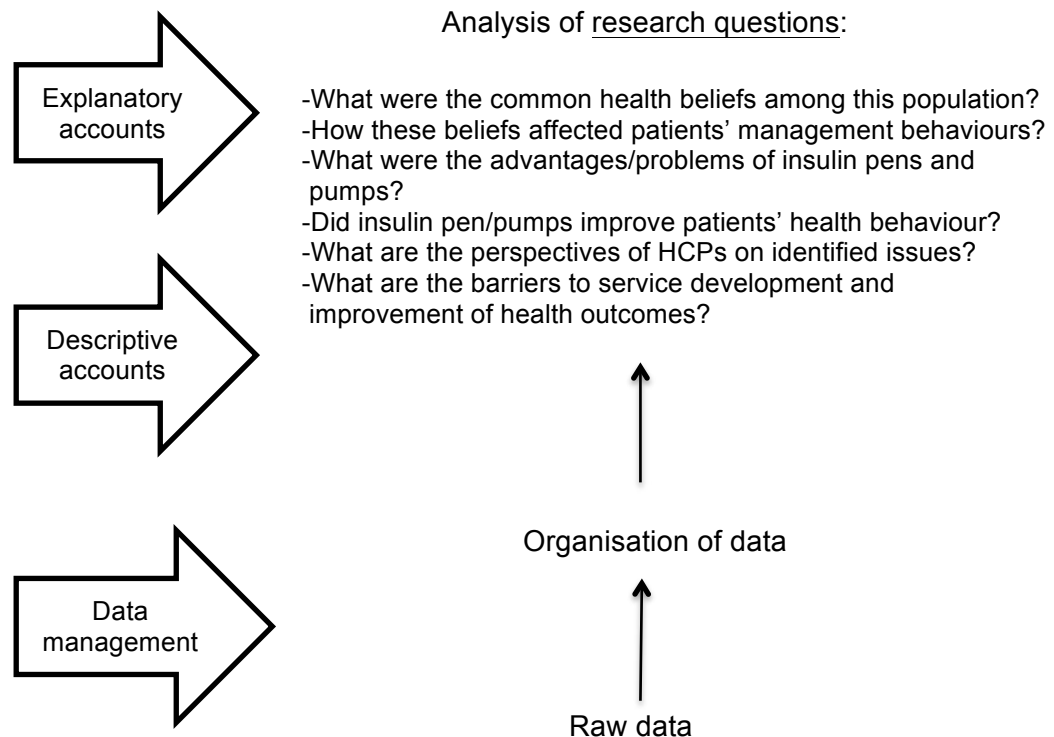 Analysis of research questions:
Explanatory
accounts
-What were the common health beliefs among this population?
-How these beliefs affected patients’ management behaviours?
-What were the advantages/problems of insulin pens and
pumps?
-Did insulin pen/pumps improve patients’ health behaviour?
-What are the perspectives of HCPs on identified issues?
-What are the barriers to service development and
improvement of health outcomes?
Descriptive
accounts
Organisation of data
Data
management
Raw data